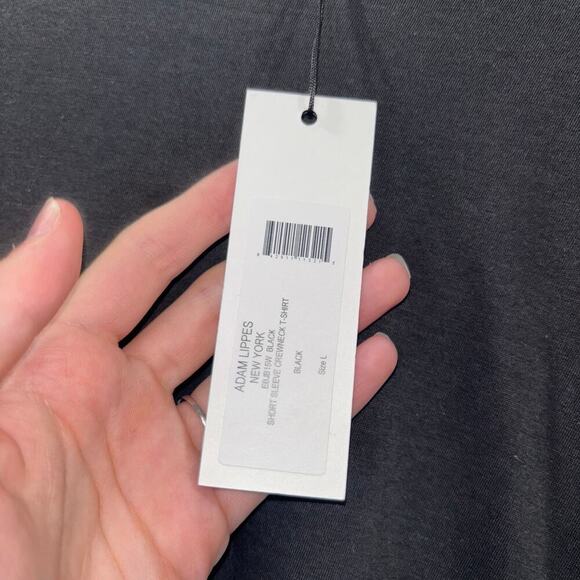 ADAM LIPPES
NEW YORK
BLACK
SHORT SLEEVE CREWNECK T-SHIRT
BLACK
Size L